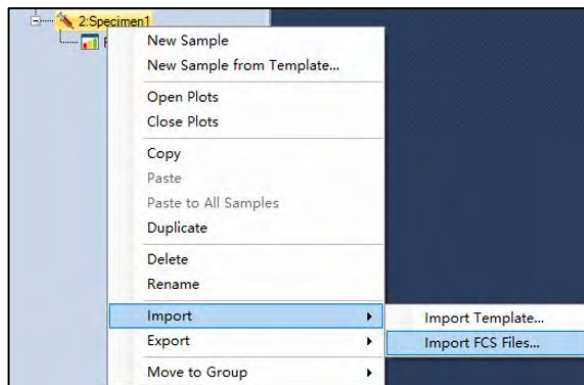 2:Specimen1
New Sample
New Sample from Template...
Open Plots
Close Plots
Copy
Paste
Paste to All Samples
Duplicate
Delete
Rename
Import
Import Template...
Export
Import FCS Files...
Move to Group